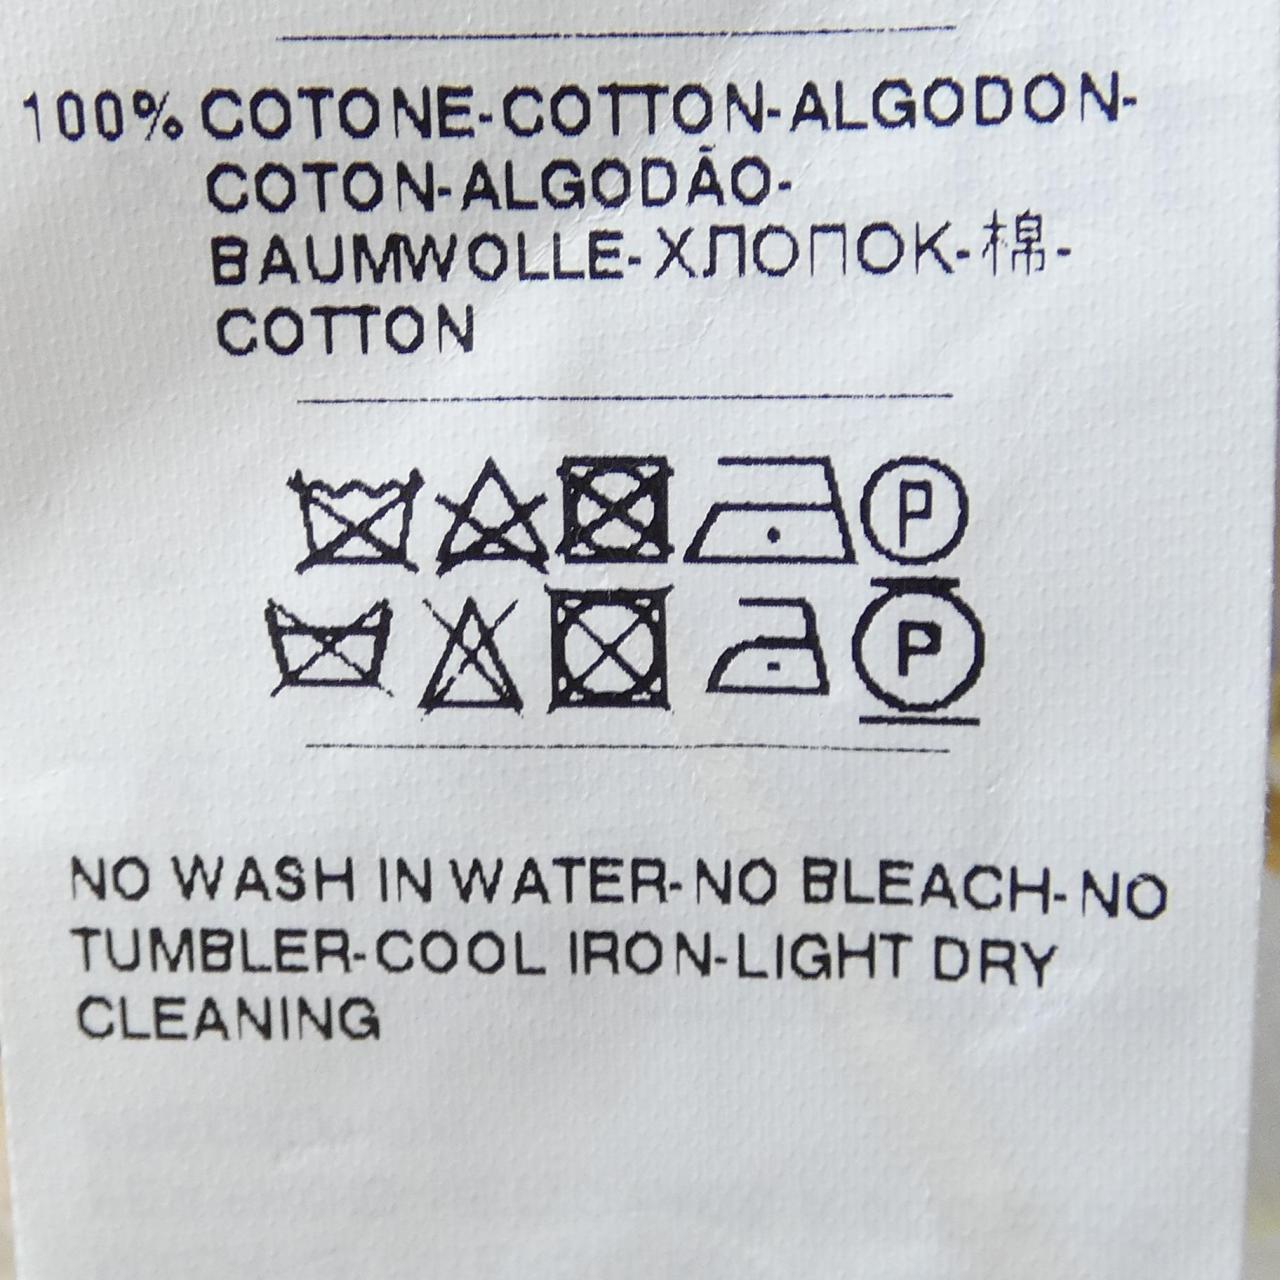 100% COTONE-COTTON-ALGODON-
COTON-ALGODÃO-
BAUMWOLLE-ХЛОПОК-棉-
COTTON
P
P
NO WASH IN WATER-NO BLEACH-NO
TUMBLER-COOL IRON-LIGHT DRY
CLEANING